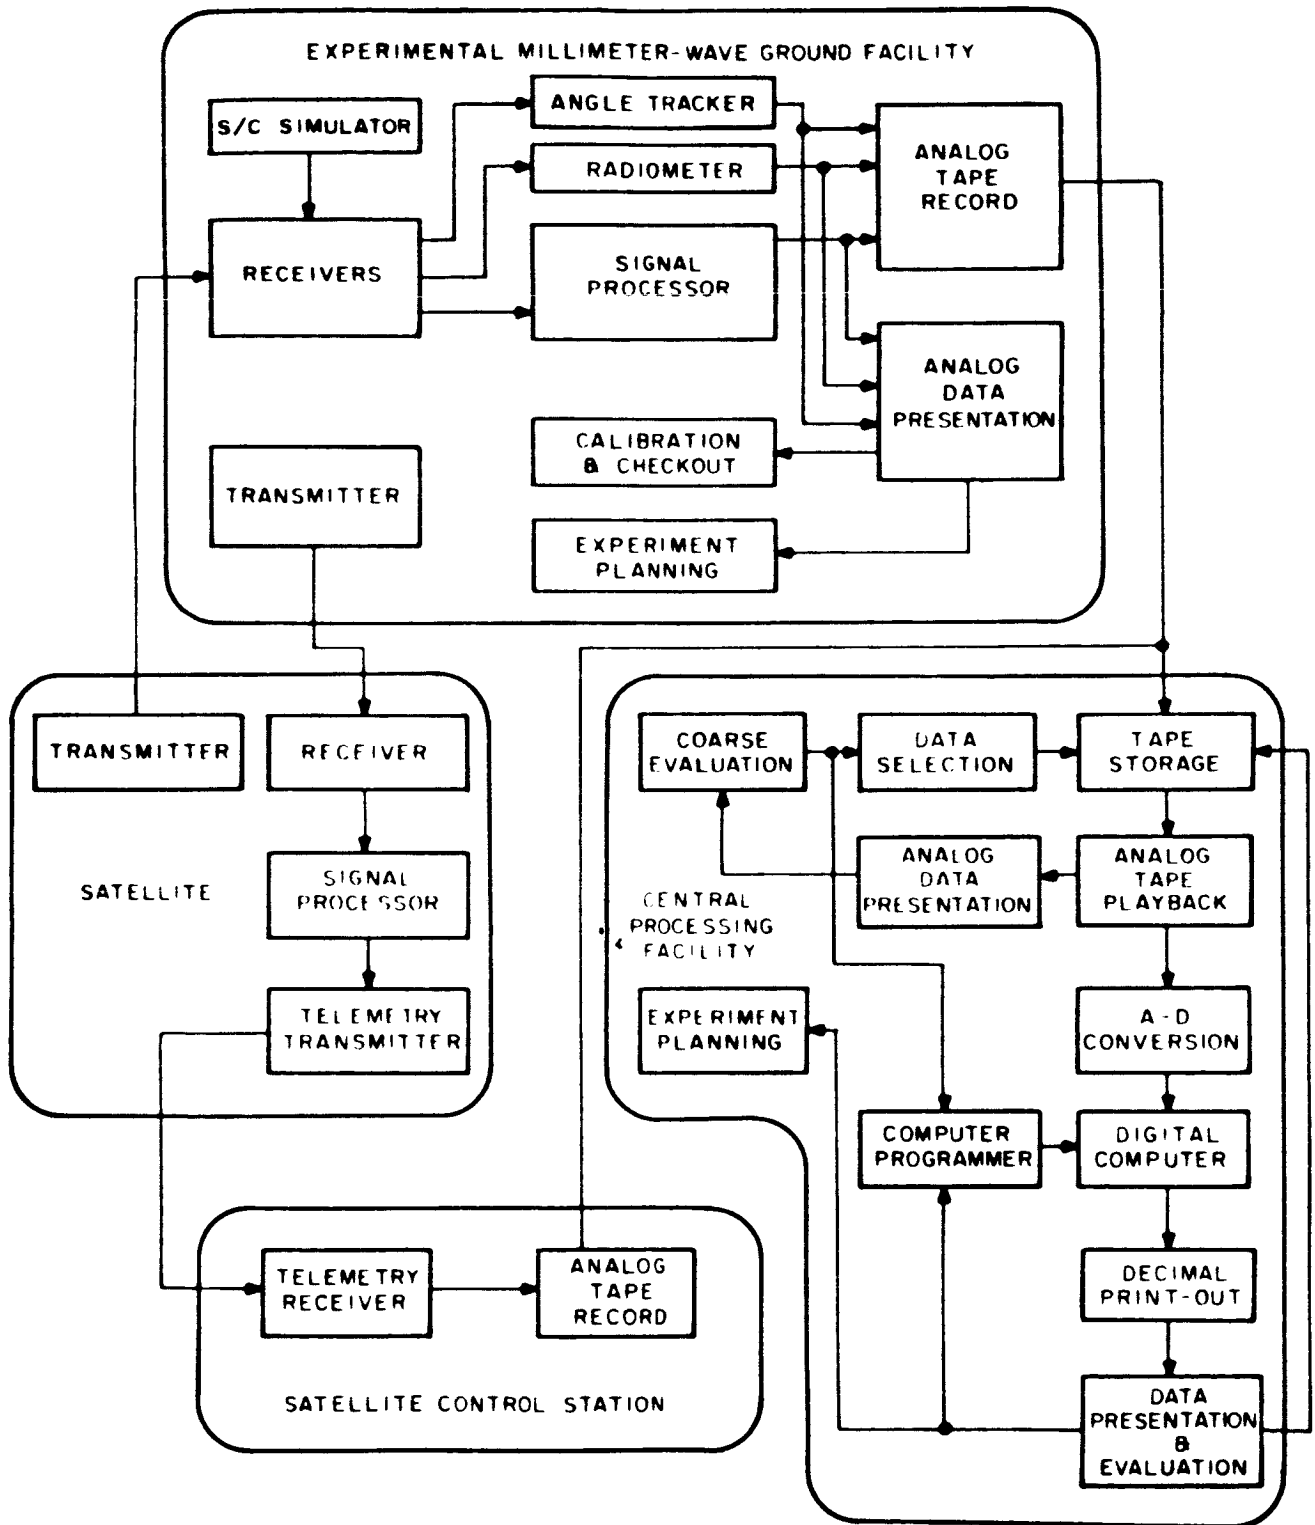 EXPERIMENTAL MILLIMETER-WAVE GROUND FACILITY
S/C SIMULATOR
RECEIVERS
TRANSMITTER
ANGLE TRACKER
RADIOMETER
SIGNAL
PROCESSOR
CALIBRATION
& CHECKOUT
EXPERIMENT
PLANNING
ANALOG
TAPE
RECORD
ANALOG
DATA
PRESENTATION
TRANSMITTER
RECEIVER
SATELLITE
SIGNAL
PROCESSOR
TELEMETRY
TRANSMITTER
TELEMETRY
RECEIVER
ANALOG
TAPE
RECORD
SATELLITE CONTROL STATION
COARSE
EVALUATION
DATA
SELECTION
TAPE
STORAGE
ANALOG
DATA
PRESENTATION
ANALOG
TAPE
PLAYBACK
CENTRAL
PROCESSING
FACILITY
EXPERIMENT
PLANNING
A-D
CONVERSION
COMPUTER
PROGRAMMER
DIGITAL
COMPUTER
DECIMAL
PRINT-OUT
DATA
PRESENTATION
&
EVALUATION